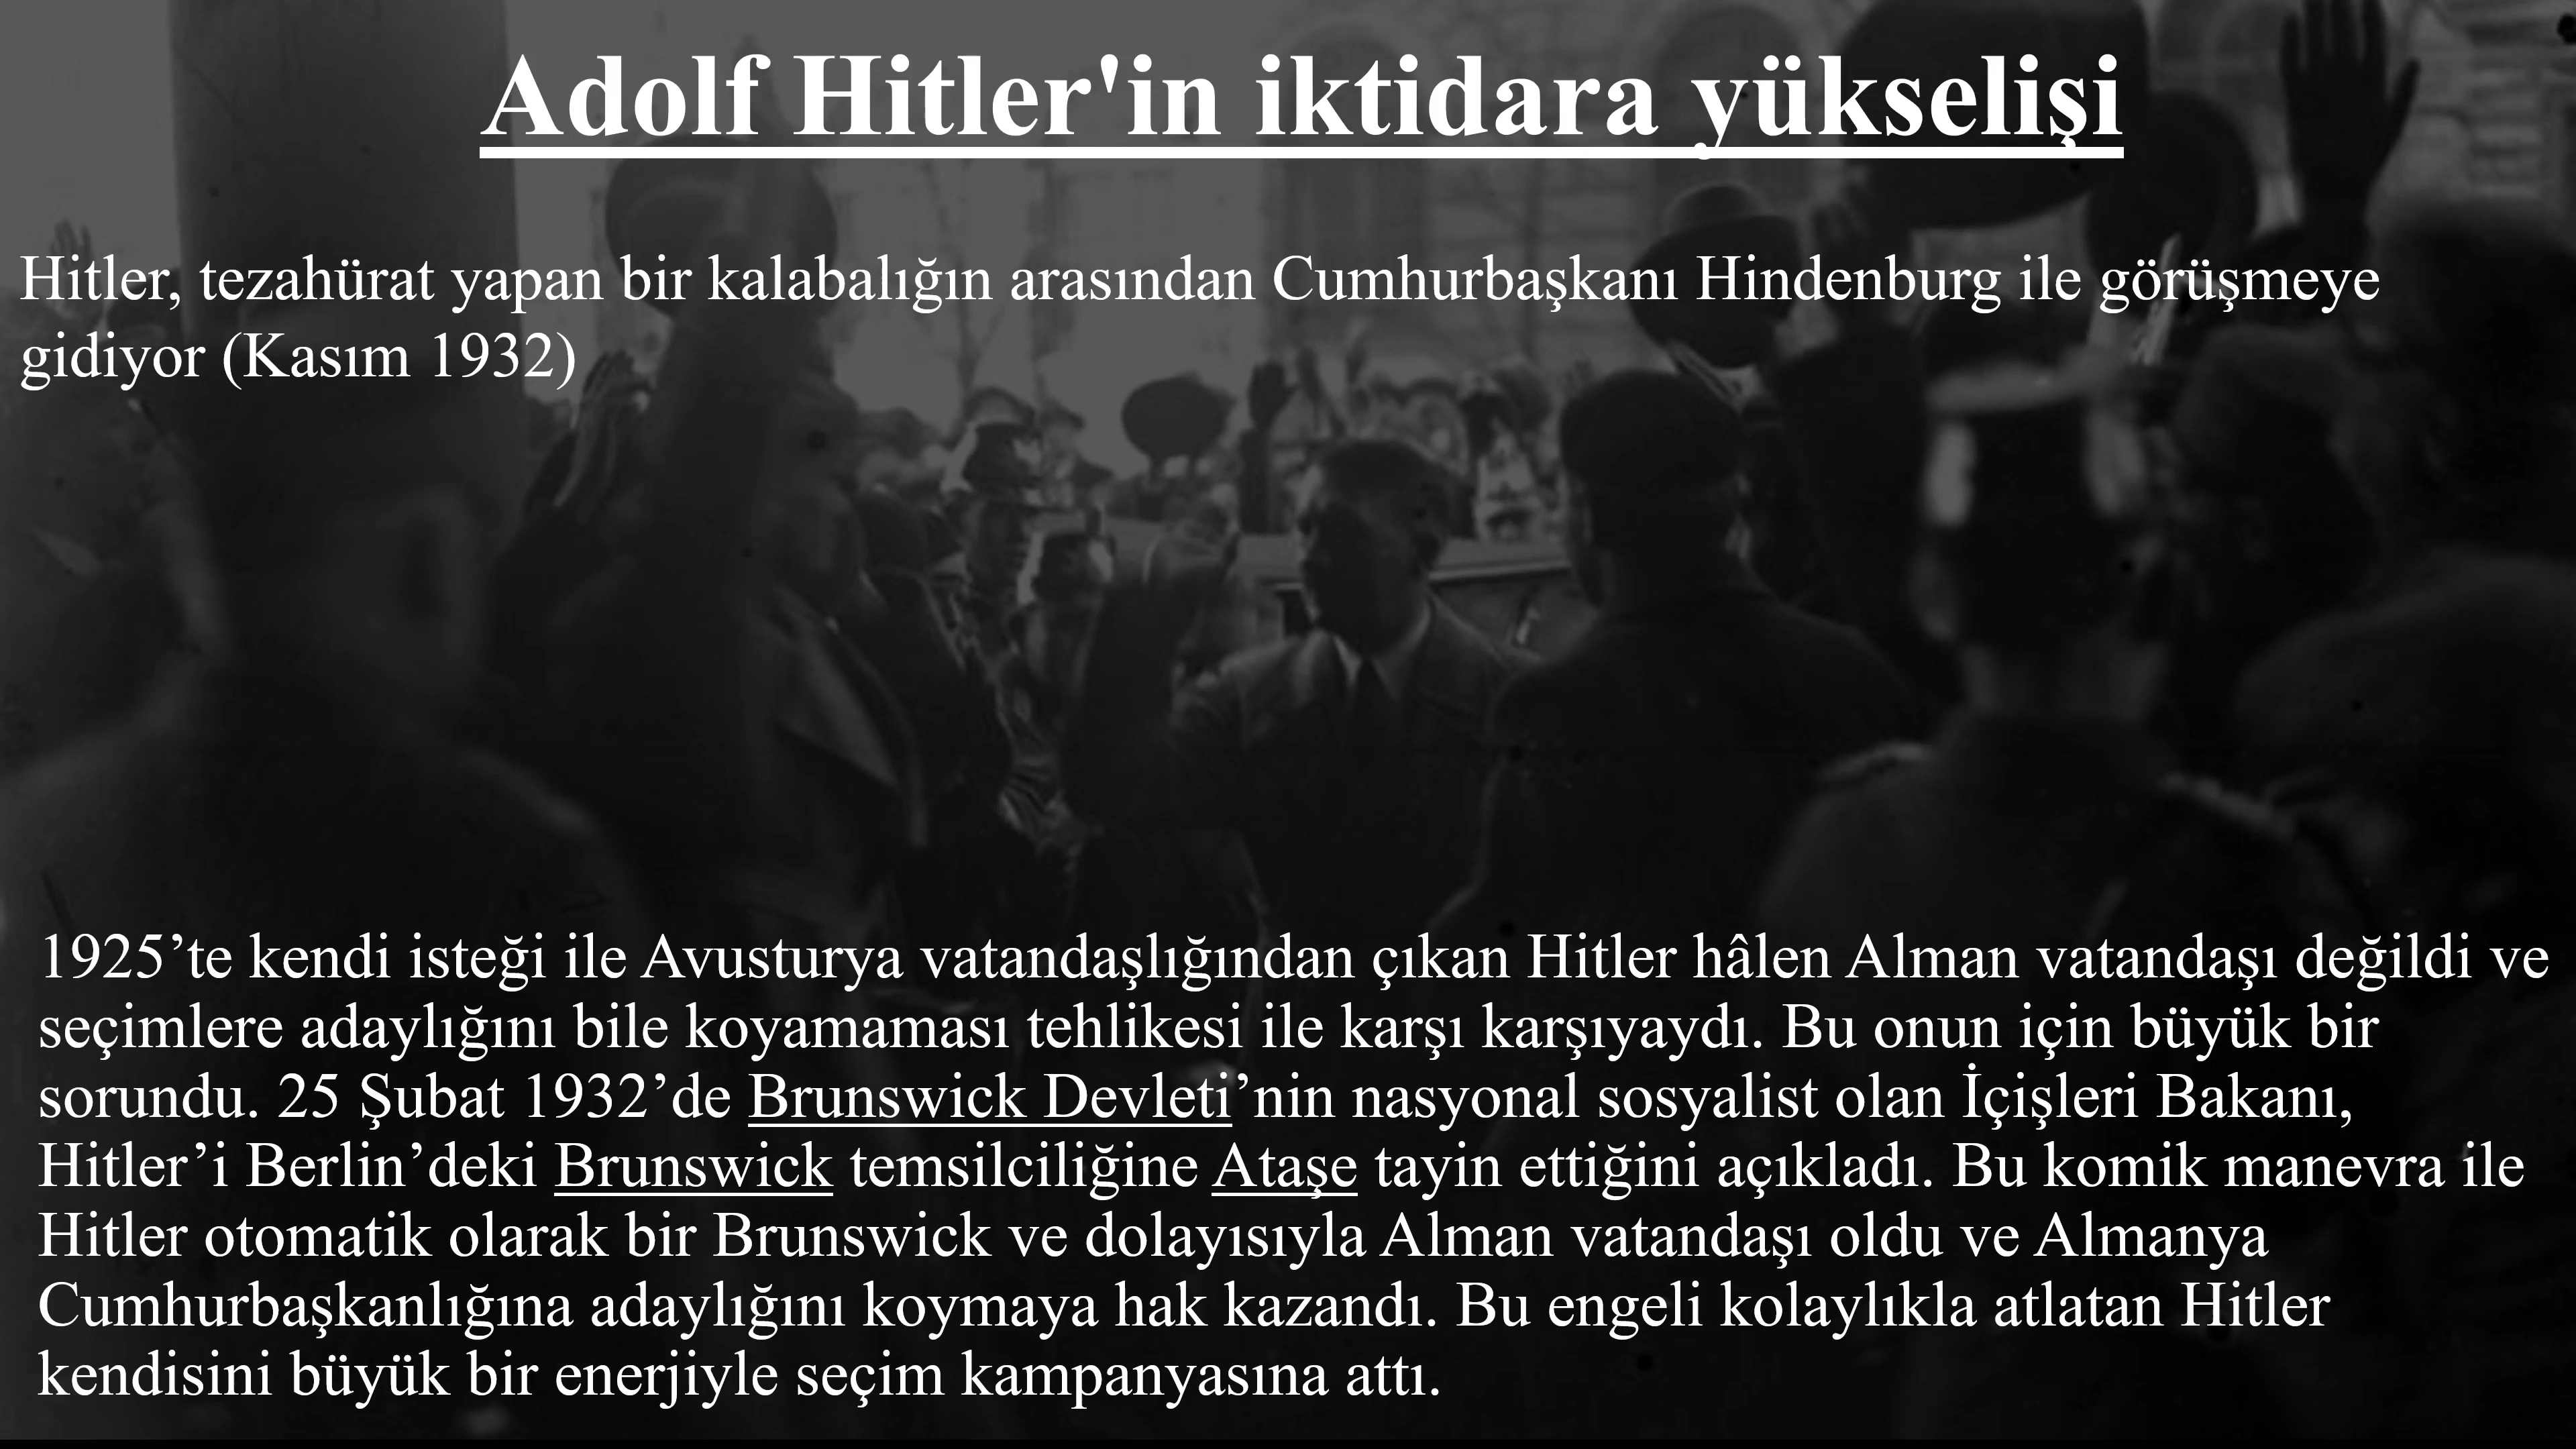 Adolf Hitler'in iktidara yükselişi
Hitler, tezahürat yapan bir kalabalığın arasından Cumhurbaşkanı Hindenburg ile görüşmeye
gidiyor (Kasım 1932)
1925’te kendi isteği ile Avusturya vatandaşlığından çıkan Hitler hâlen Alman vatandaşı değildi ve
seçimlere adaylığını bile koyamaması tehlikesi ile karşı karşıyaydı. Bu onun için büyük bir
sorundu. 25 Şubat 1932’de Brunswick Devleti’nin nasyonal sosyalist olan İçişleri Bakanı,
Hitler’i Berlin’deki Brunswick temsilciliğine Ataşe tayin ettiğini açıkladı. Bu komik manevra ile
Hitler otomatik olarak bir Brunswick ve dolayısıyla Alman vatandaşı oldu ve Almanya
Cumhurbaşkanlığına adaylığını koymaya hak kazandı. Bu engeli kolaylıkla atlatan Hitler
kendisini büyük bir enerjiyle seçim kampanyasına attı.